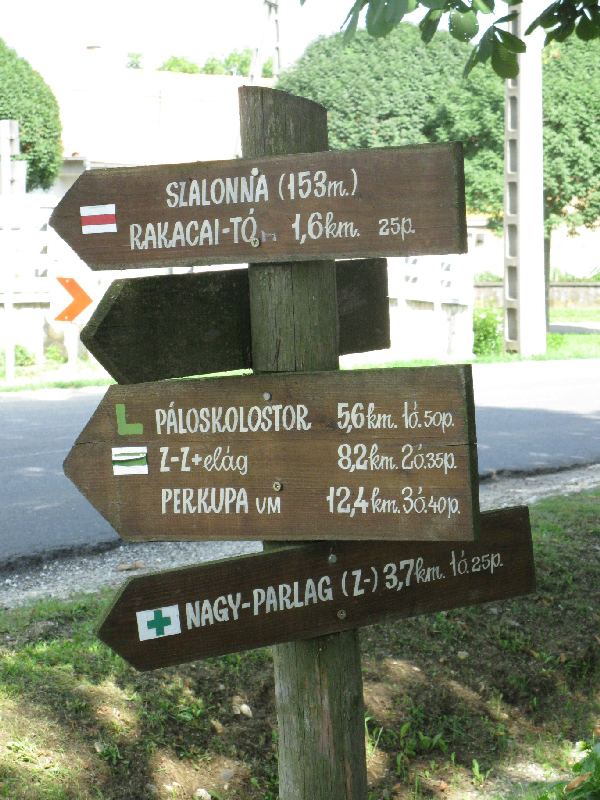 SZALONNA (153m.)
RAKACAI-TÓ 1,6km. 25p.
PÁLOSKOLOSTOR 5,6km. 1ó.50p.
Z-Z+elág 8,2km. 2ó.35p.
PERKUPA VM 12,4km. 3ó.40p.
NAGY-PARLAG (Z-) 3,7km. 1ó.25p.